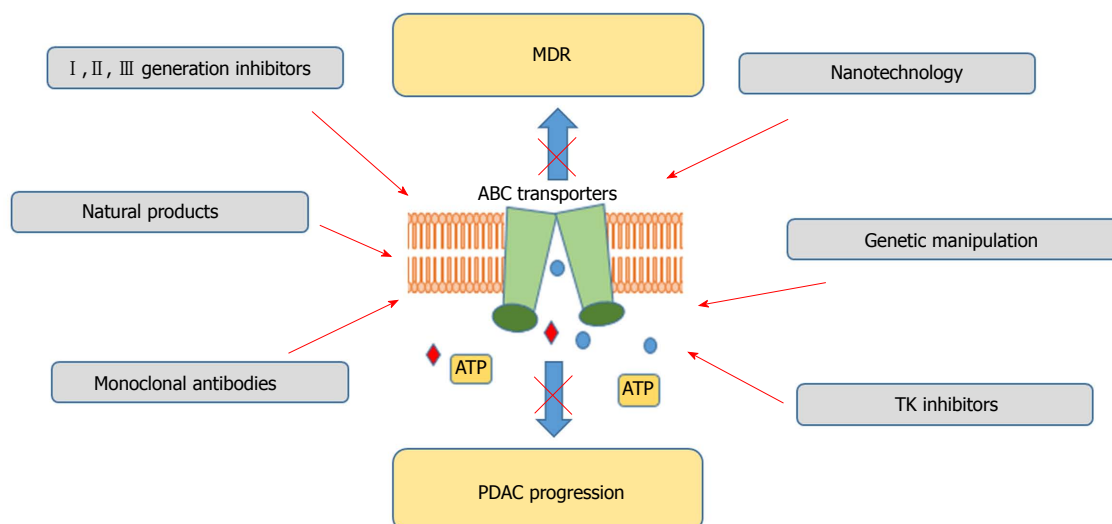 MDR
Ⅰ, Ⅱ, Ⅲ generation inhibitors
Nanotechnology
ABC transporters
Natural products
Genetic manipulation
Monoclonal antibodies
ATP
ATP
TK inhibitors
PDAC progression